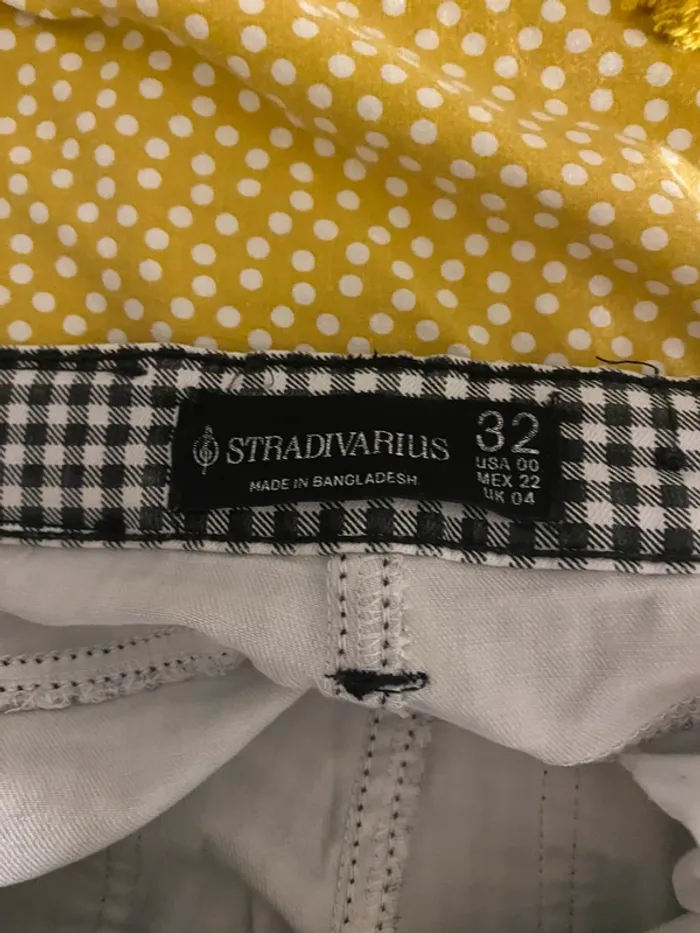 STRADIVARIUS
MADE IN BANGLADESH
32
USA 00
MEX 22
UK 04